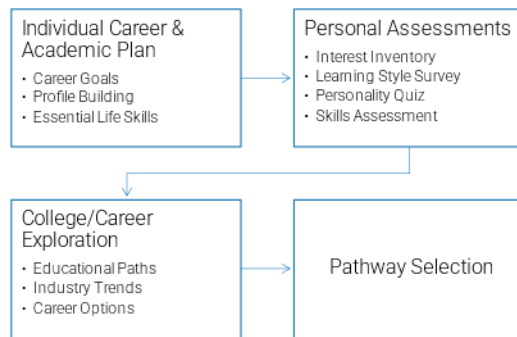 Individual Career &
Academic Plan
• Career Goals
• Profile Building
• Essential Life Skills
Personal Assessments
• Interest Inventory
• Learning Style Survey
• Personality Quiz
• Skills Assessment
College/Career
Exploration
• Educational Paths
• Industry Trends
• Career Options
Pathway Selection